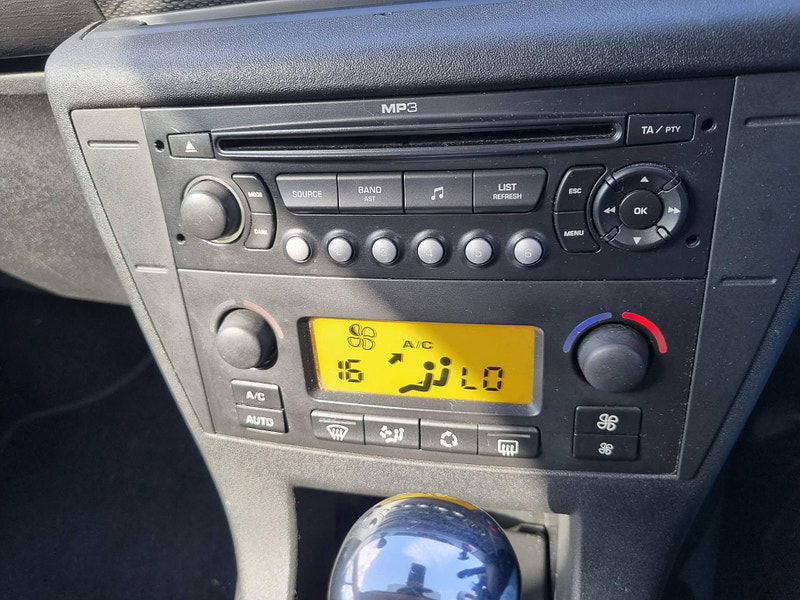 MP3
TA / PTY
MODE
SOURCE
BAND
AST
LIST
REFRESH
ESC
DARK
MENU
OK
1 2 3 4 5 6
A/C
16 LO
A/C
AUTO